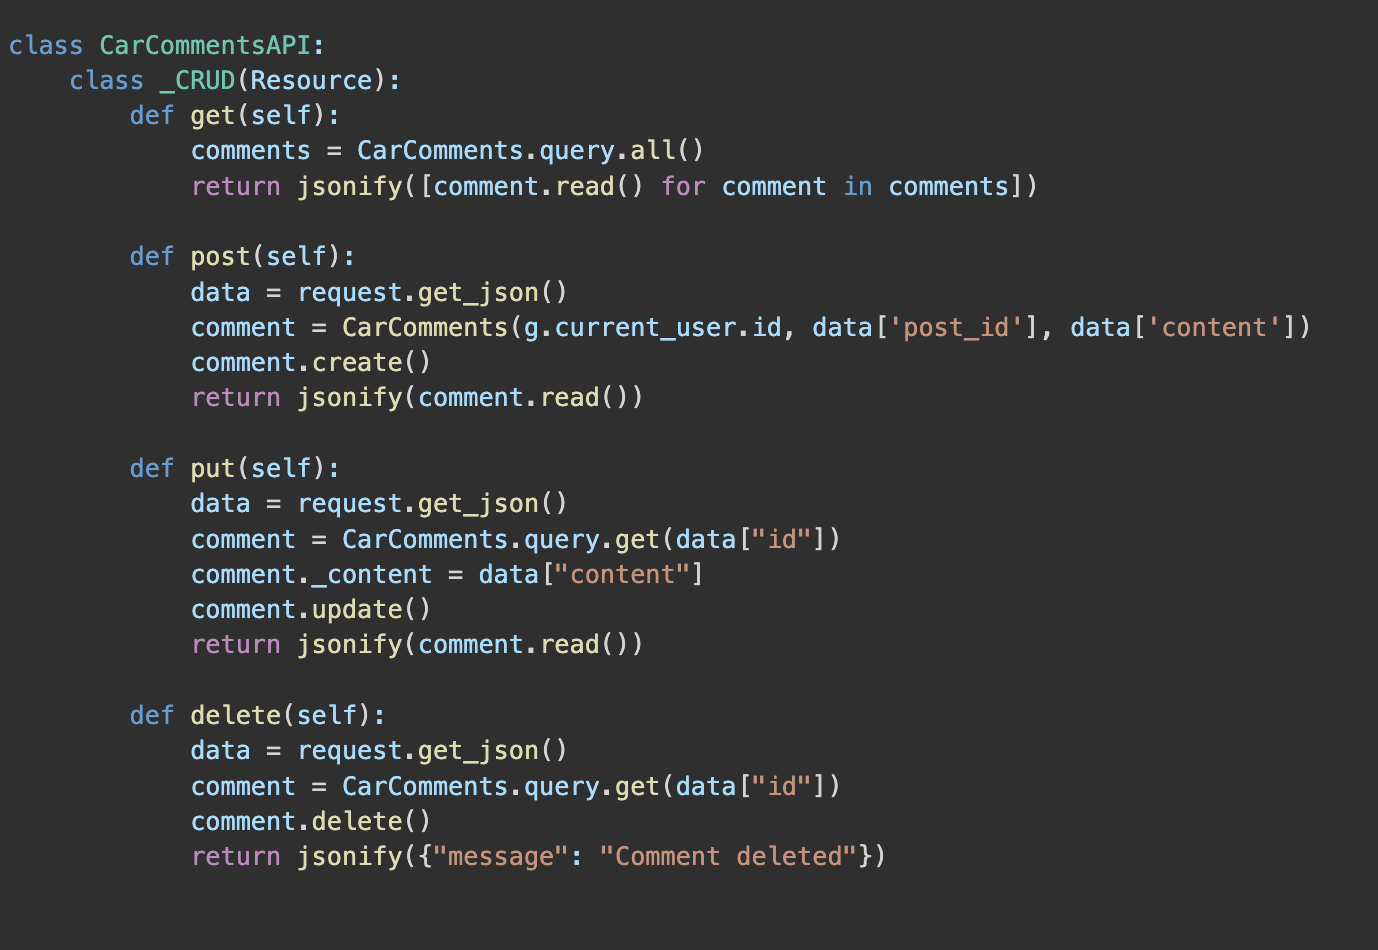 class CarCommentsAPI:
    class _CRUD(Resource):
        def get(self):
            comments = CarComments.query.all()
            return jsonify([comment.read() for comment in comments])

        def post(self):
            data = request.get_json()
            comment = CarComments(g.current_user.id, data['post_id'], data['content'])
            comment.create()
            return jsonify(comment.read())

        def put(self):
            data = request.get_json()
            comment = CarComments.query.get(data["id"])
            comment._content = data["content"]
            comment.update()
            return jsonify(comment.read())

        def delete(self):
            data = request.get_json()
            comment = CarComments.query.get(data["id"])
            comment.delete()
            return jsonify({"message": "Comment deleted"})